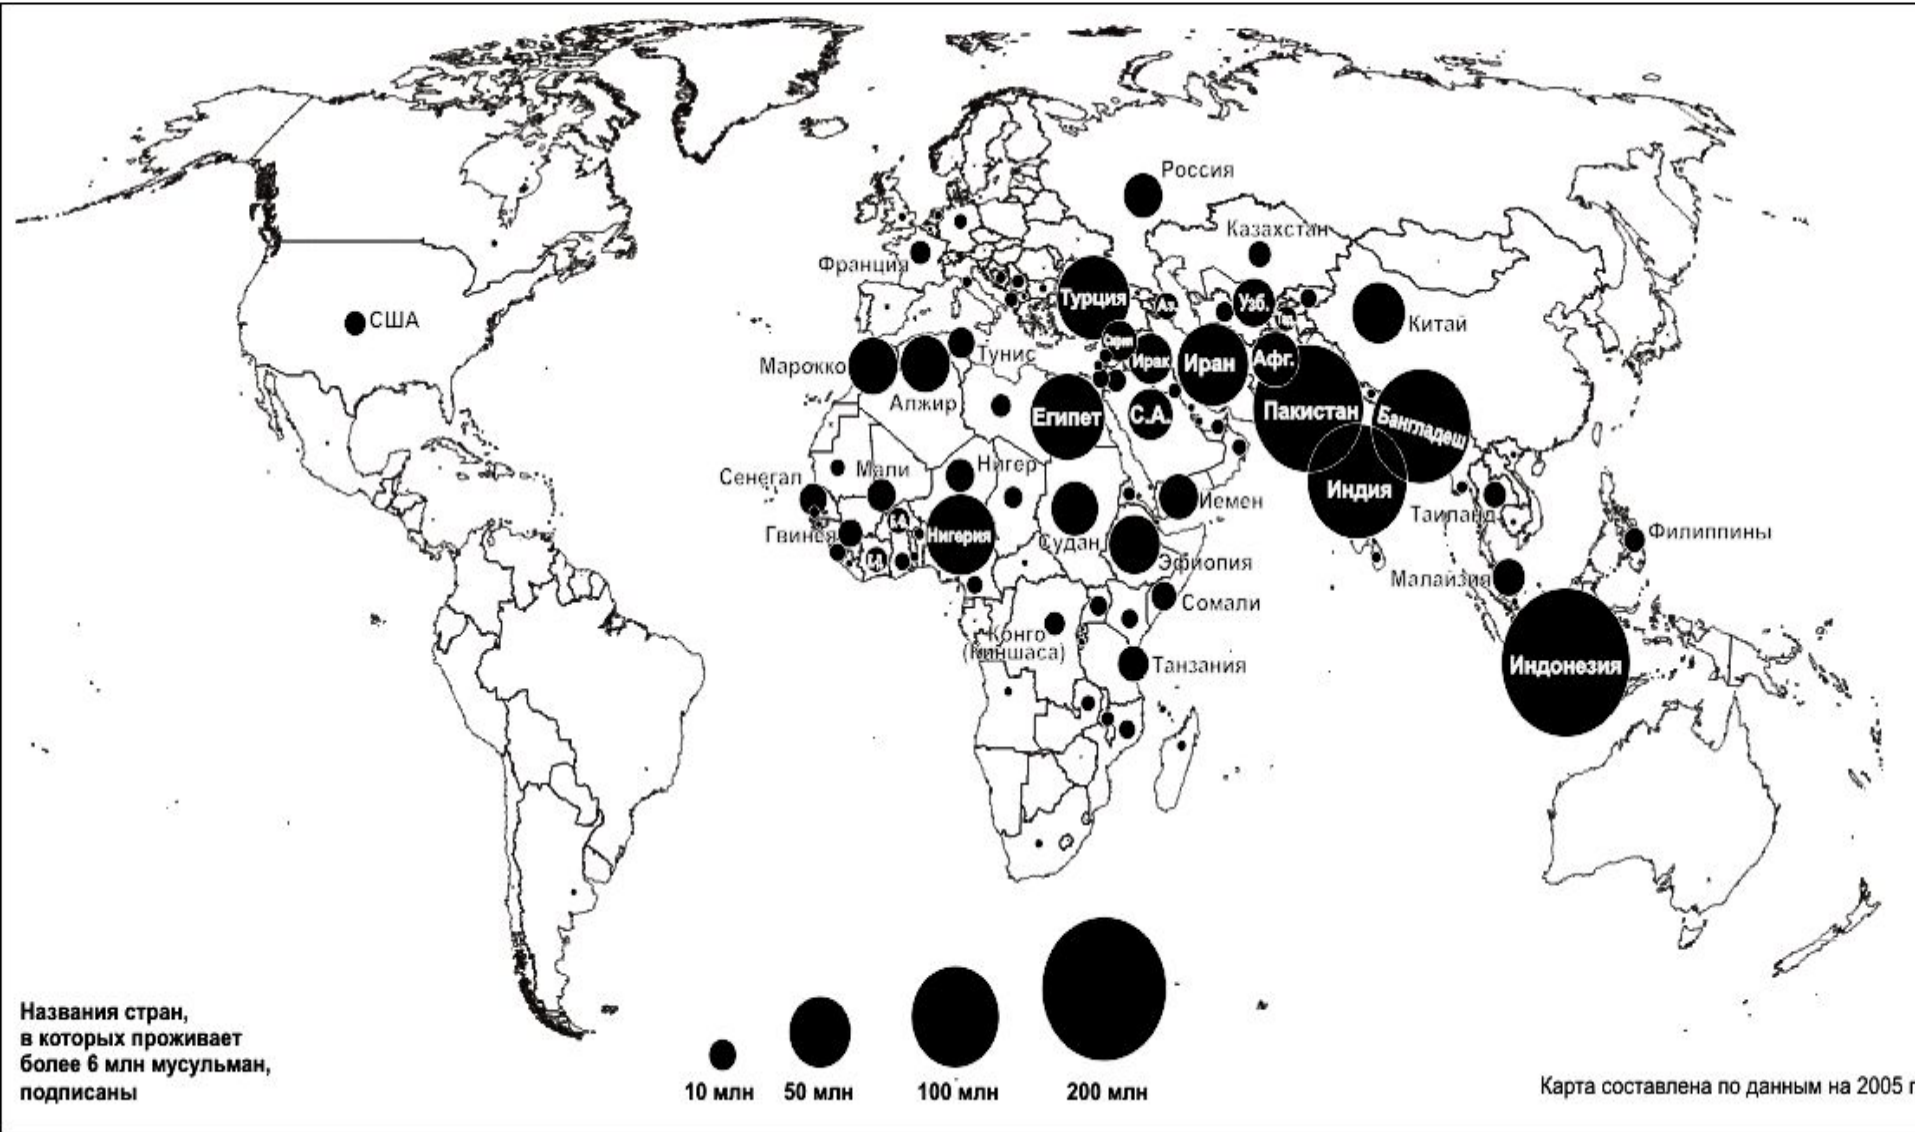 Россия
Казахстан
Франция
США
Турция
Аз.
Узб.
Китай
Сирия
Тунис
Марокко
Ирак
Иран
Афг.
Алжир
Египет
С.А.
Пакистан
Бангладеш
Сенегал
Мали
Нигер
Йемен
Индия
Таиланд
Гвинея
Нигерия
Судан
Эфиопия
Филиппины
Малайзия
Сомали
Конго
(Киншаса)
Танзания
Индонезия
Названия стран,
в которых проживает
более 6 млн мусульман,
подписаны
10 млн
50 млн
100 млн
200 млн
Карта составлена по данным на 2005 г